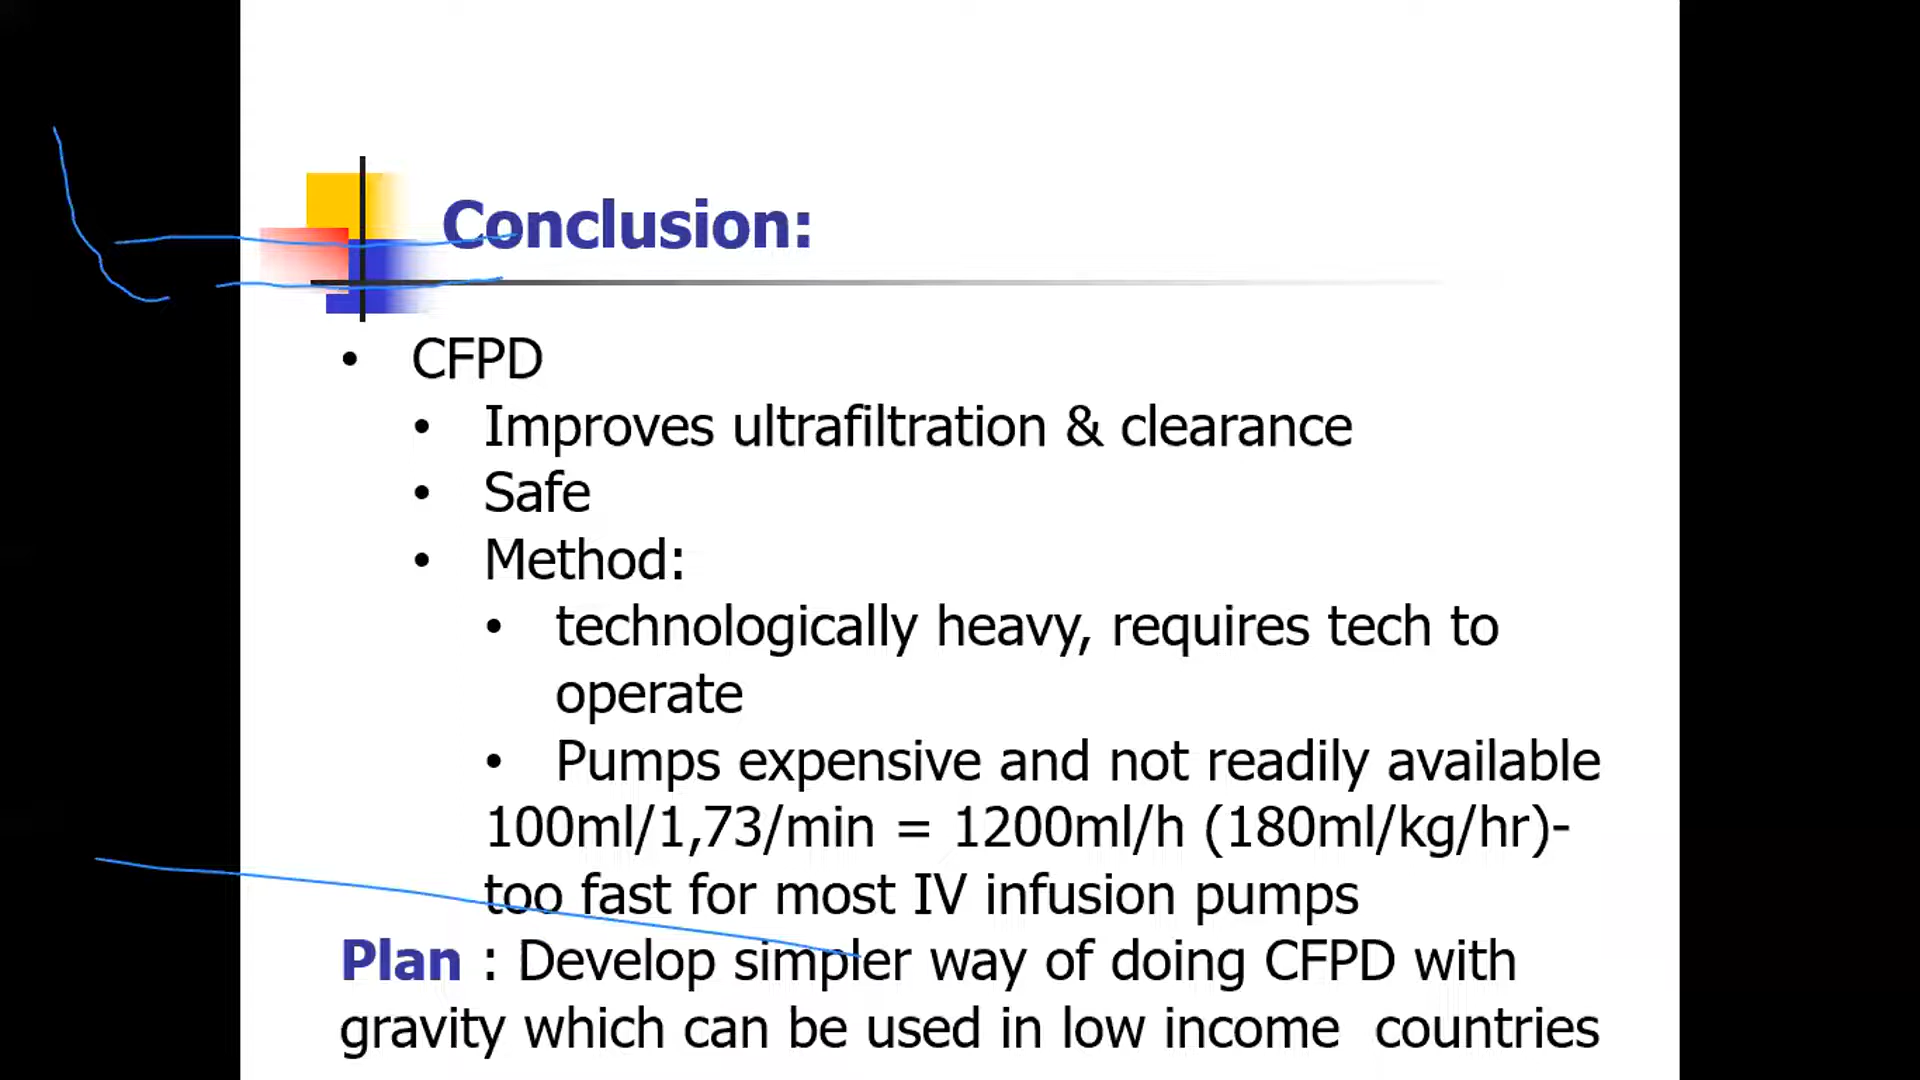 Conclusion:
• CFPD
• Improves ultrafiltration & clearance
• Safe
• Method:
• technologically heavy, requires tech to
operate
• Pumps expensive and not readily available
100ml/1,73/min = 1200ml/h (180ml/kg/hr)-
too fast for most IV infusion pumps
Plan : Develop simpler way of doing CFPD with
gravity which can be used in low income countries